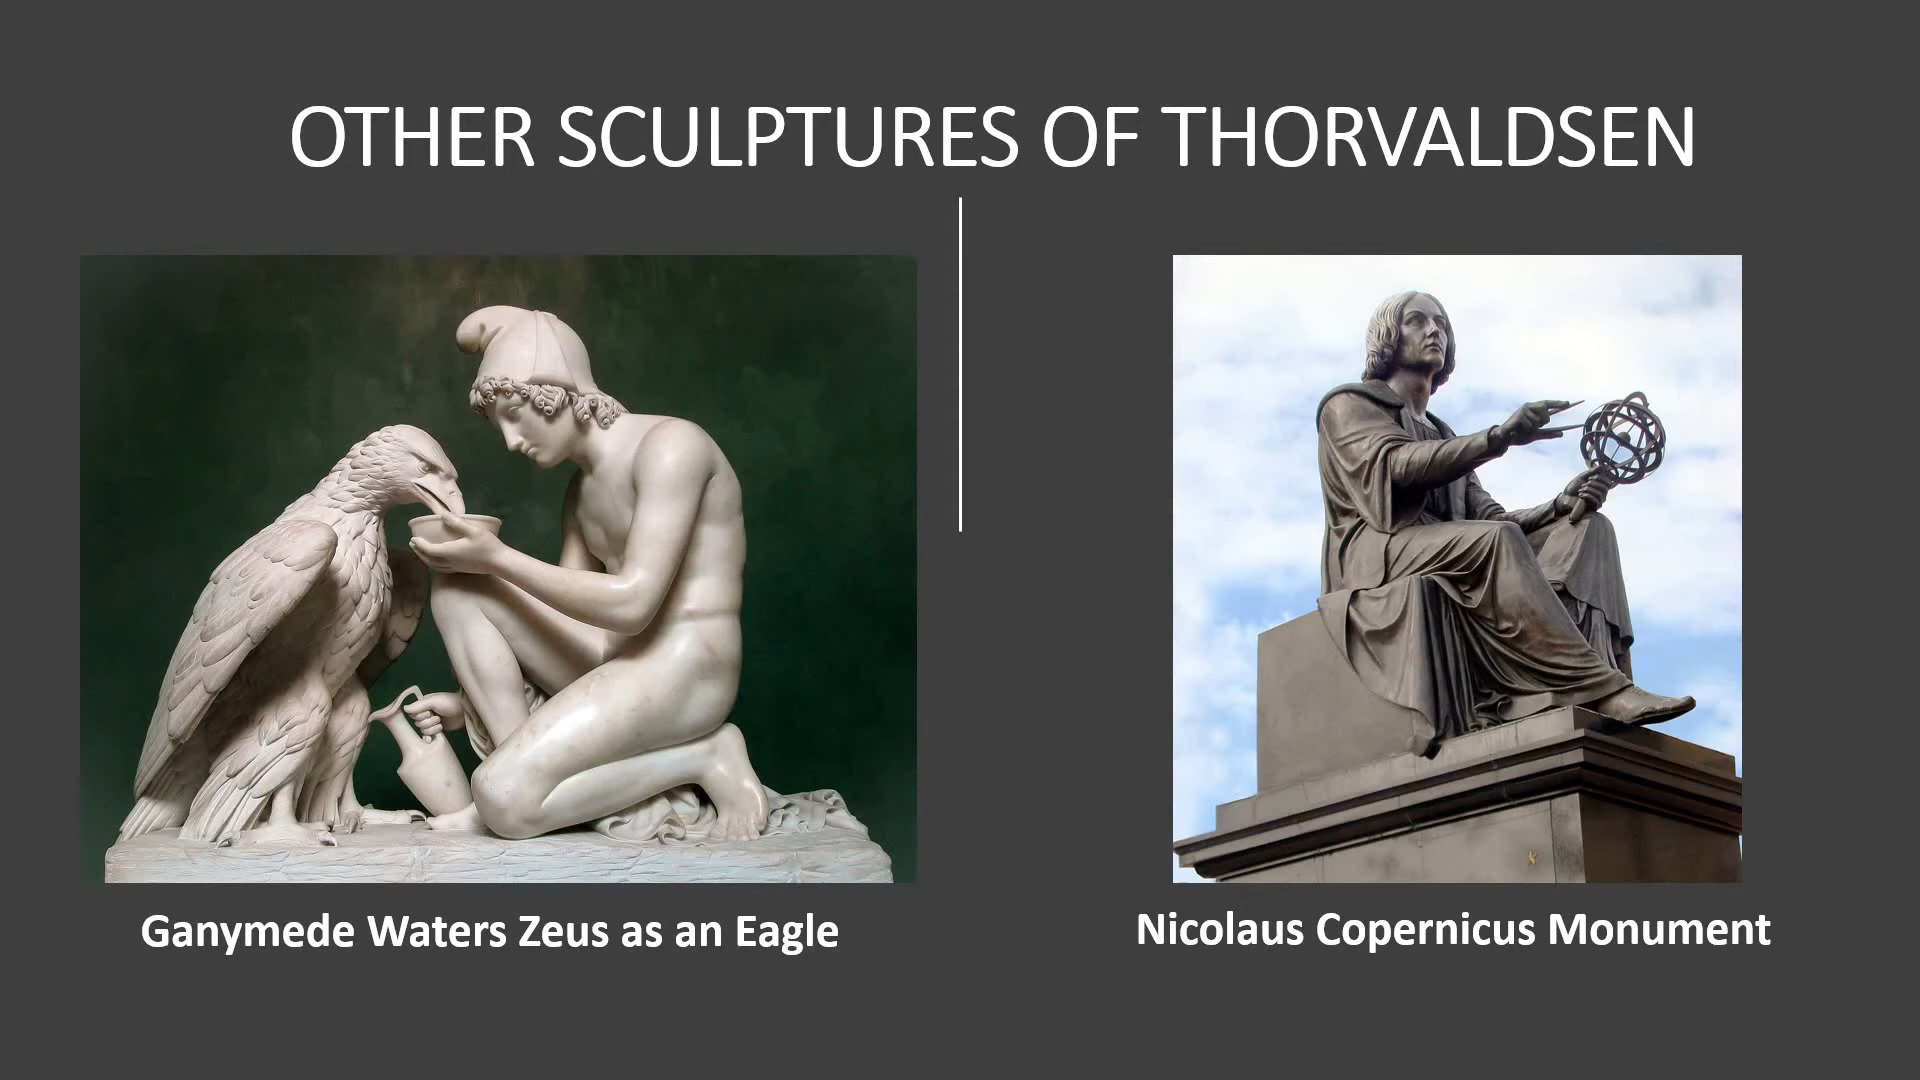 OTHER SCULPTURES OF THORVALDSEN
Ganymede Waters Zeus as an Eagle
Nicolaus Copernicus Monument